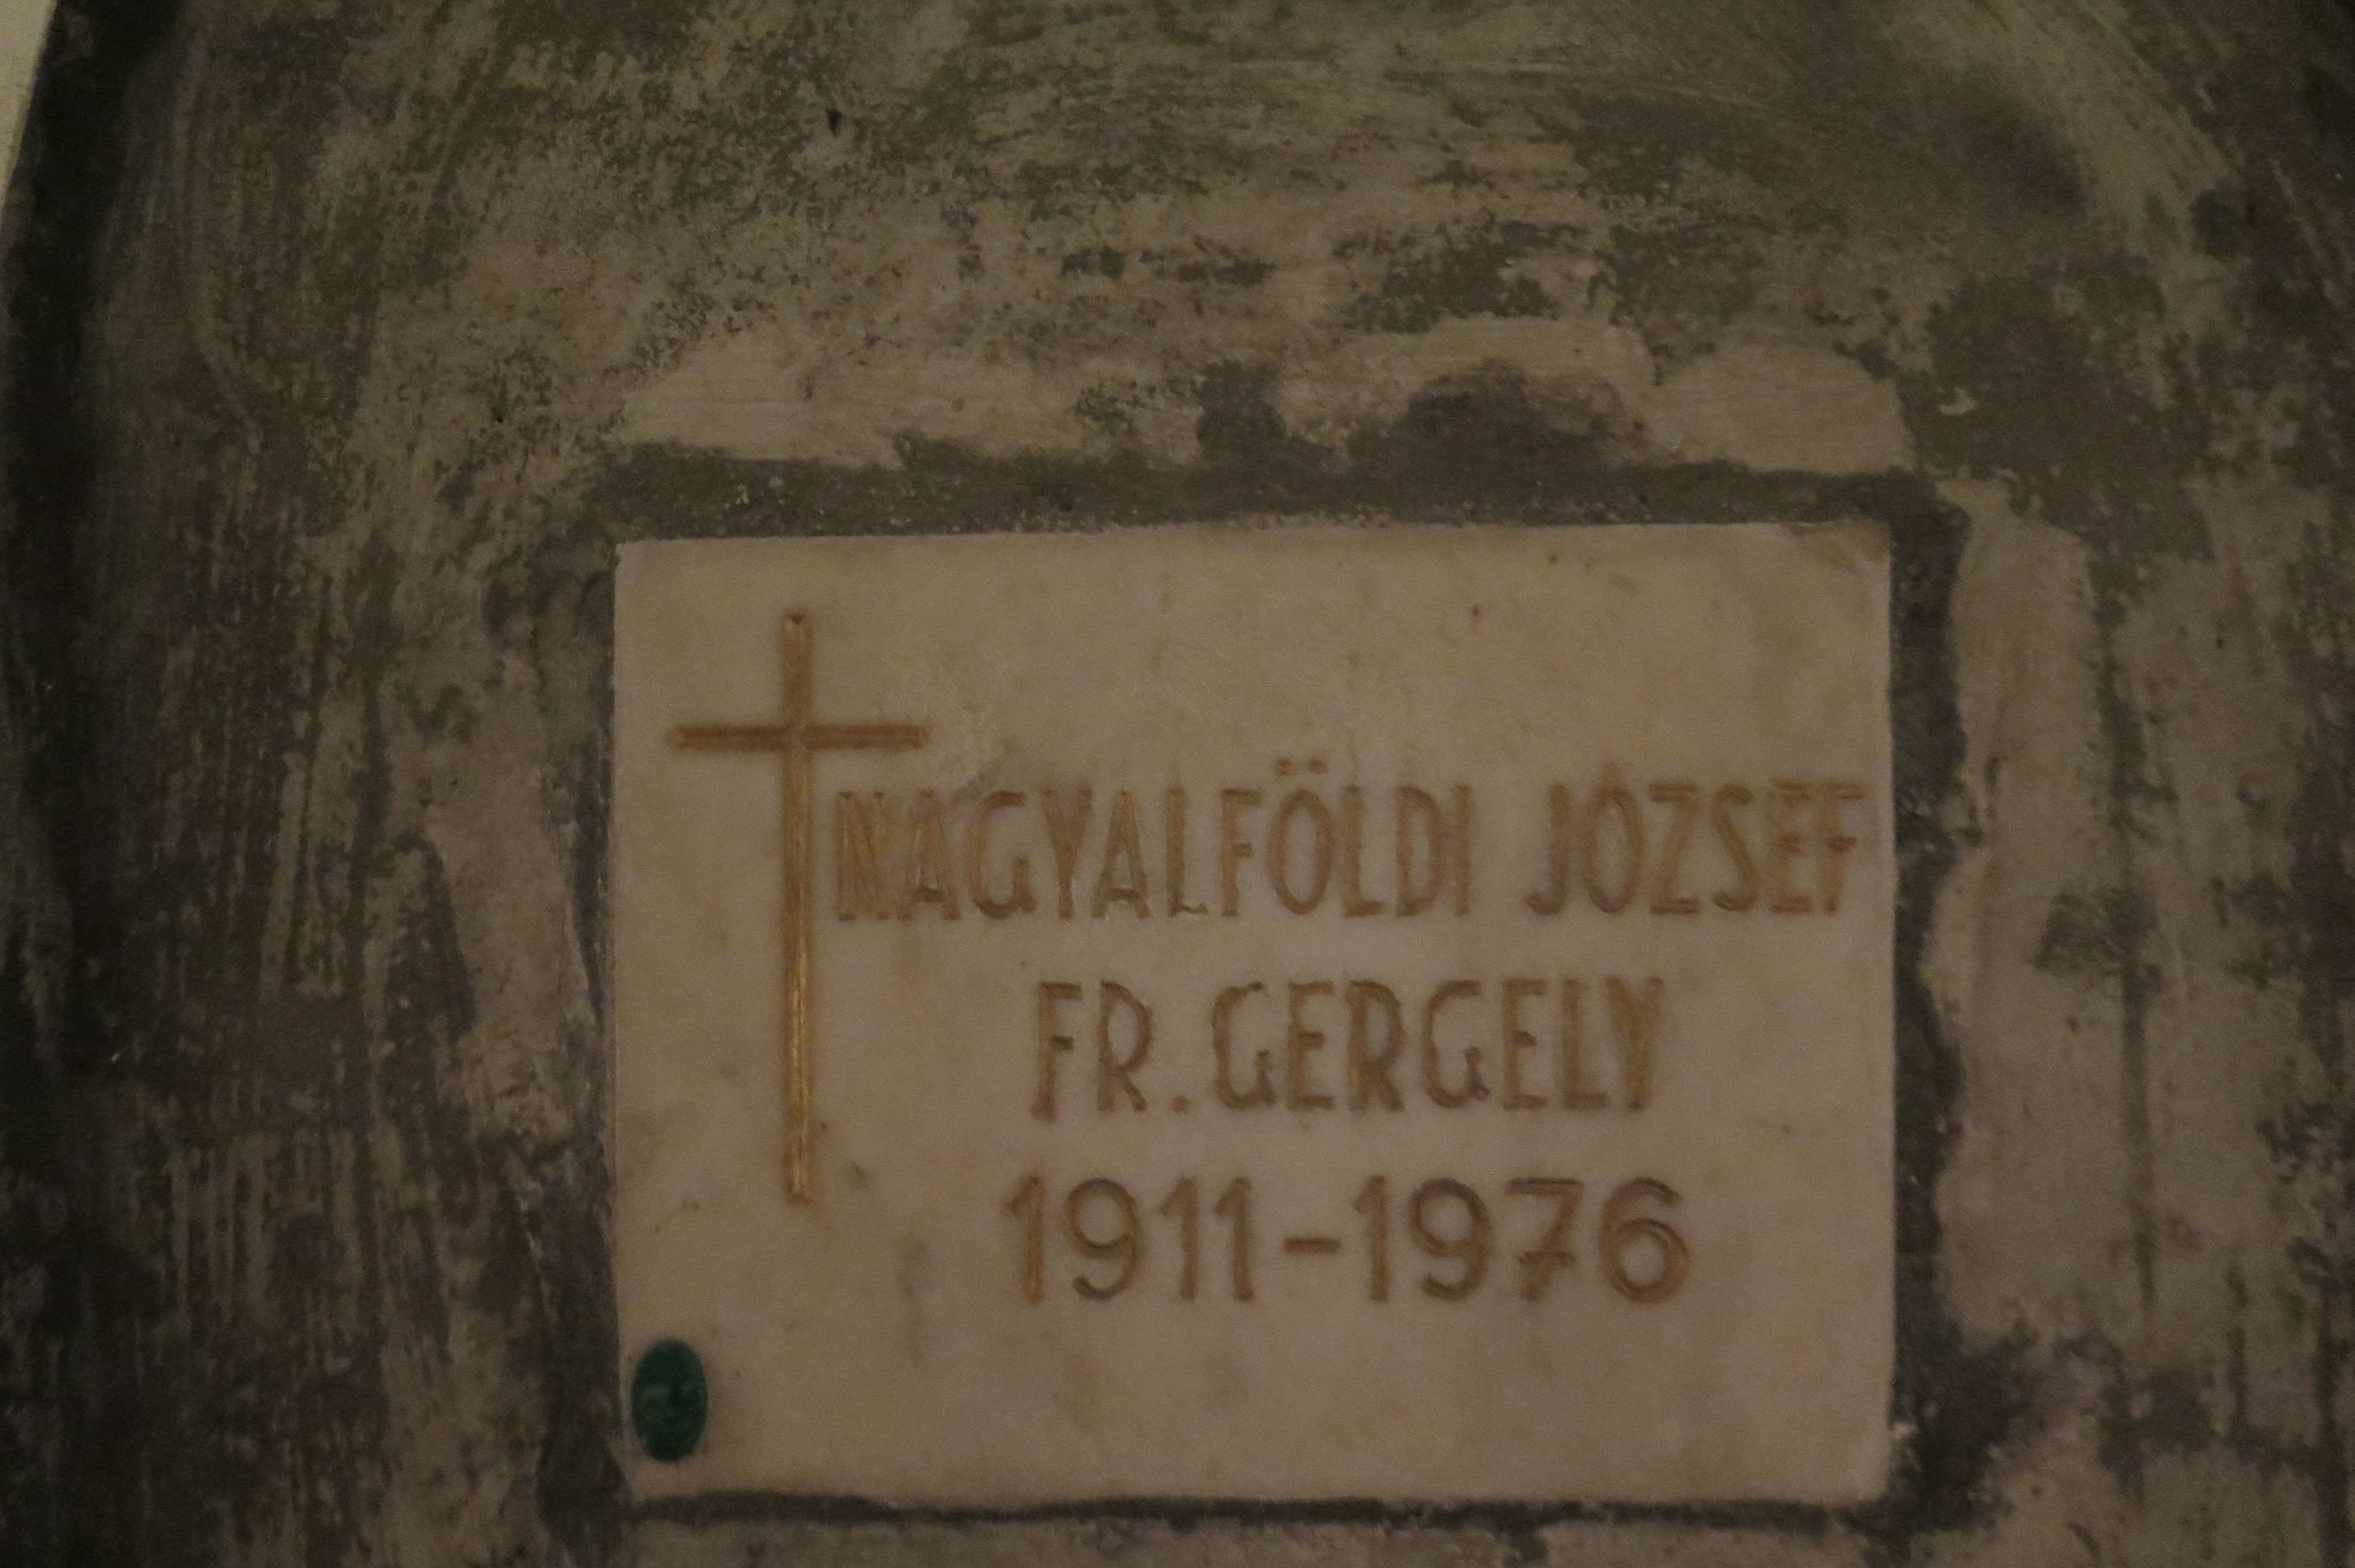 NAGYALFÖLDI JÓZSEF
FR. GERGELY
1911-1976